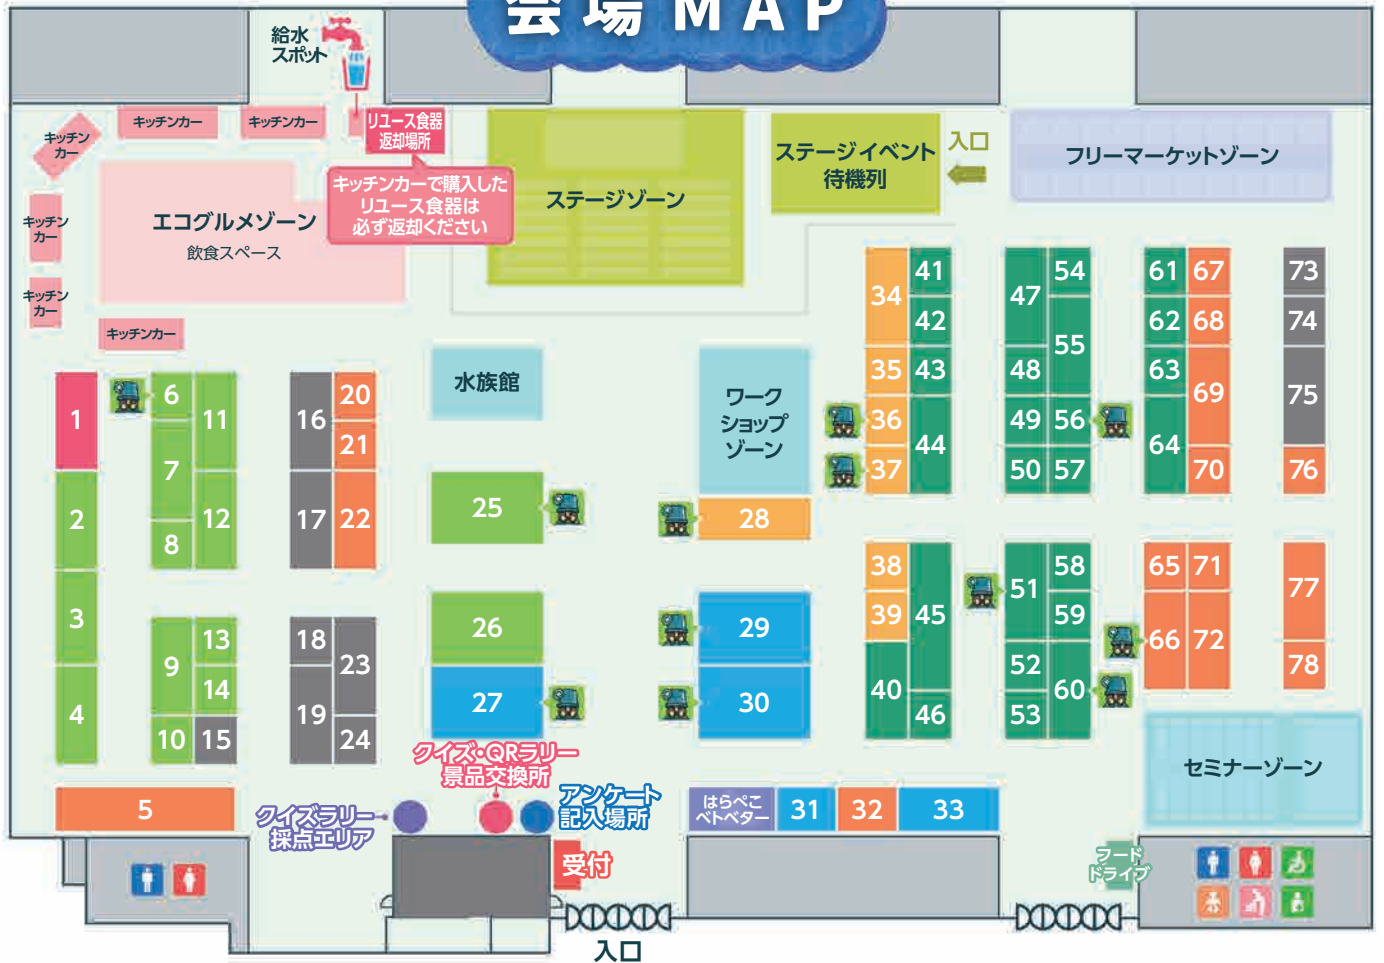 会場MAP
給水
スポット
キッチンカー
キッチンカー
キッチン
カー
リユース食器
返却場所
キッチンカーで購入した
リユース食器は
必ず返却ください
エコグルメゾーン
飲食スペース
キッチン
カー
キッチン
カー
キッチンカー
ステージゾーン
ステージイベント
待機列
入口
フリーマーケットゾーン
水族館
ワーク
ショップ
ゾーン
1
2
3
4
5
6
7
8
9
10
11
12
13
14
15
16
17
18
19
20
21
22
23
24
25
26
27
28
29
30
31
32
33
34
35
36
37
38
39
40
41
42
43
44
45
46
47
48
49
50
51
52
53
54
55
56
57
58
59
60
61
62
63
64
65
66
67
68
69
70
71
72
73
74
75
76
77
78
クイズ・QRラリー
景品交換所
クイズラリー
採点エリア
アンケート
記入場所
受付
はらぺこ
ベトベター
セミナーゾーン
フード
ドライブ
入口